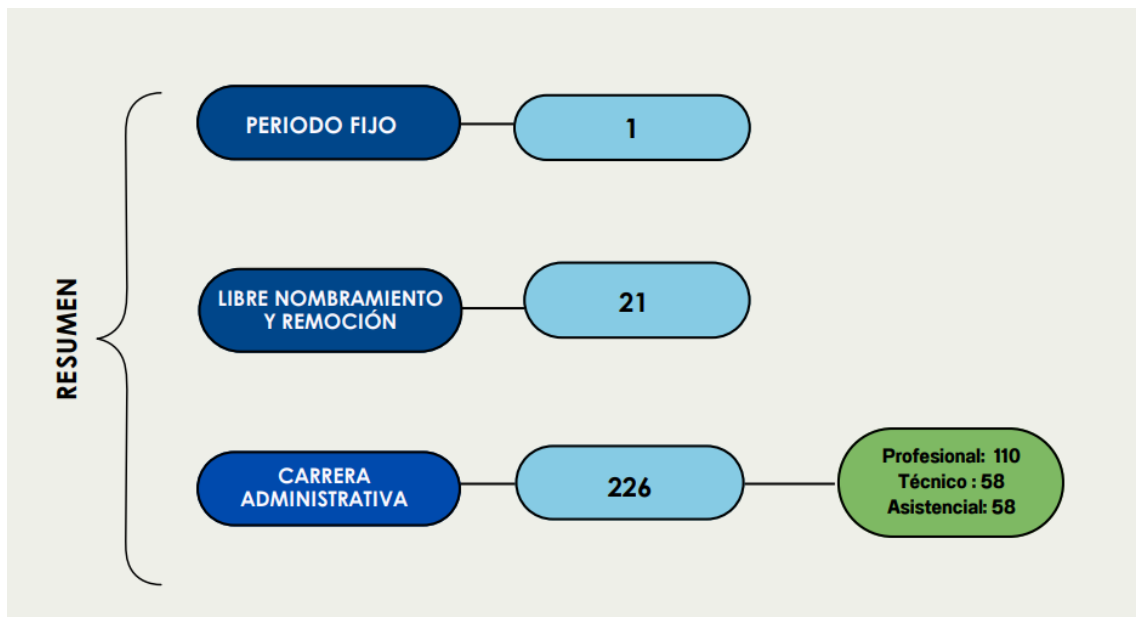 RESUMEN
PERIODO FIJO
1
LIBRE NOMBRAMIENTO
Y REMOCIÓN
21
CARRERA
ADMINISTRATIVA
226
Profesional: 110
Técnico : 58
Asistencial: 58